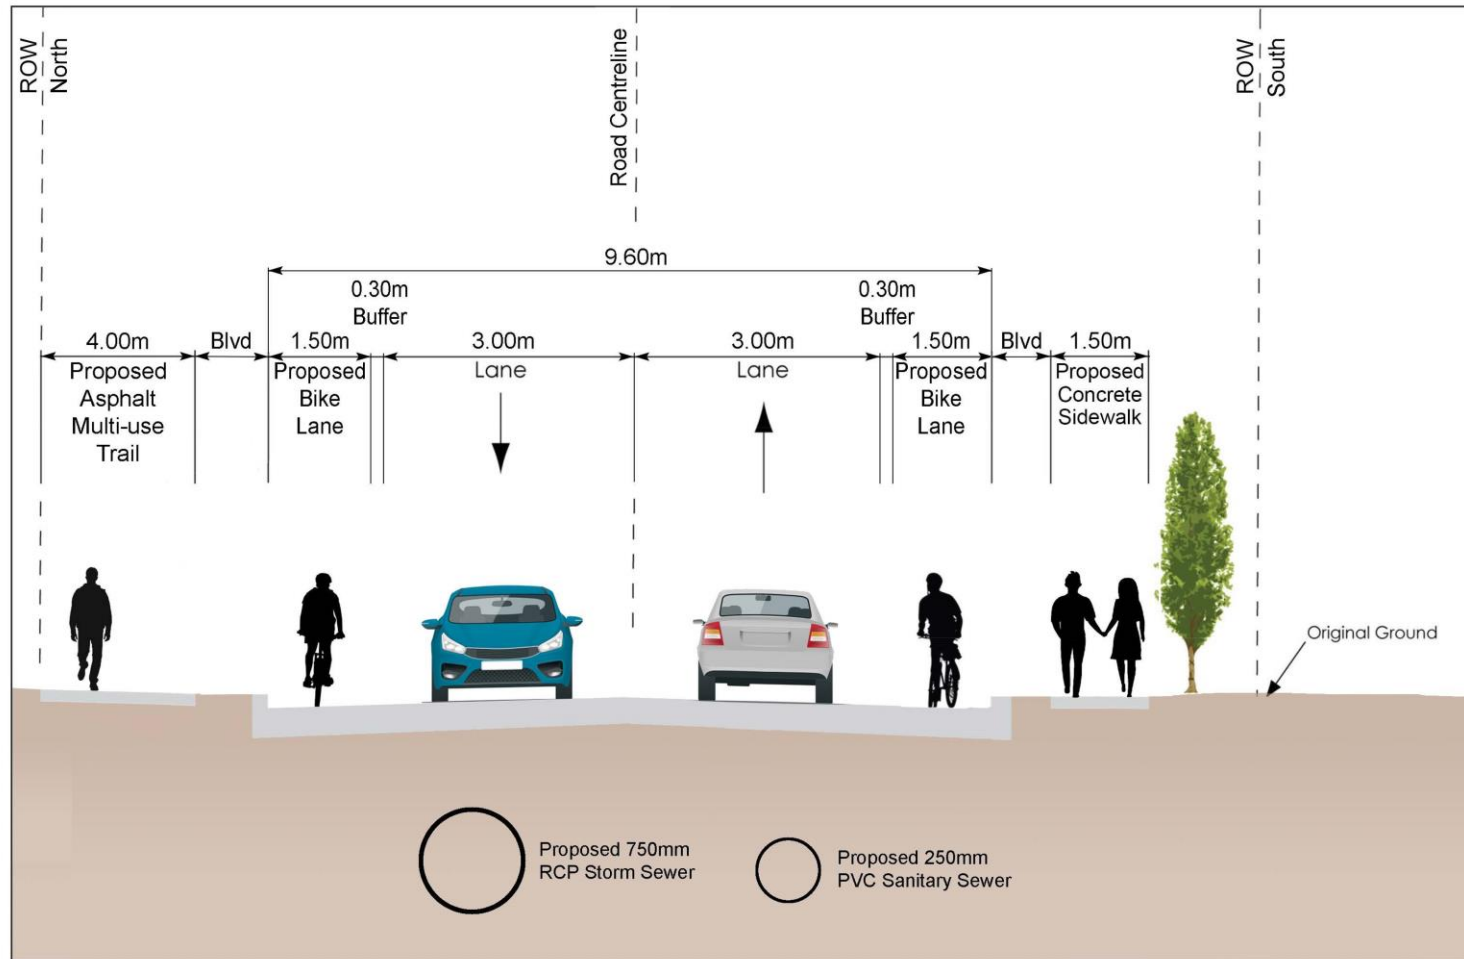 ROW
North
Road Centreline
ROW
South
9.60m
0.30m
Buffer
0.30m
Buffer
4.00m
Proposed
Asphalt
Multi-use
Trail
Blvd
1.50m
Proposed
Bike
Lane
3.00m
Lane
3.00m
Lane
1.50m
Proposed
Bike
Lane
Blvd
1.50m
Proposed
Concrete
Sidewalk
Original Ground
Proposed 750mm
RCP Storm Sewer
Proposed 250mm
PVC Sanitary Sewer